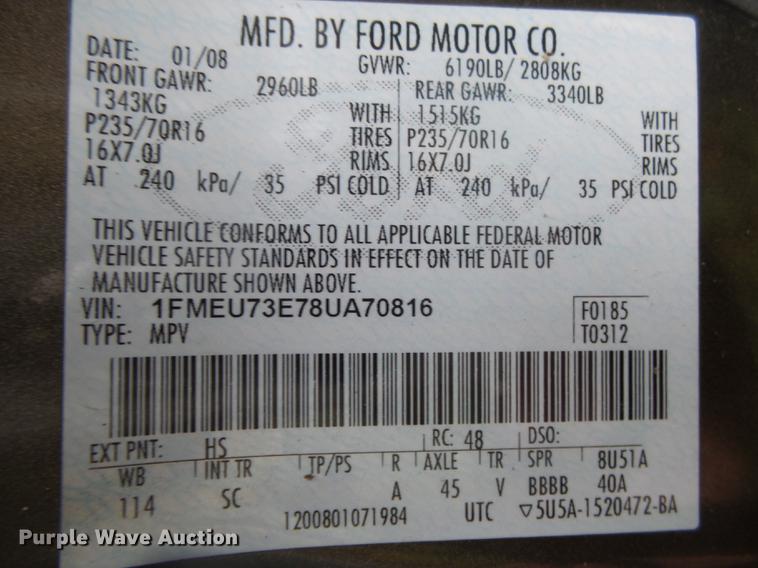 MFD. BY FORD MOTOR CO.
DATE: 01/08 GVWR: 6190LB/ 2808KG
FRONT GAWR: 2960LB REAR GAWR: 3340LB
1343KG WITH 1515KG WITH
P235/70R16 TIRES P235/70R16 TIRES
16X7.0J RIMS 16X7.0J RIMS
AT 240 kPa/ 35 PSI COLD AT 240 kPa/ 35 PSI COLD
THIS VEHICLE CONFORMS TO ALL APPLICABLE FEDERAL MOTOR
VEHICLE SAFETY STANDARDS IN EFFECT ON THE DATE OF
MANUFACTURE SHOWN ABOVE.
VIN: 1FMEU73E78UA70816 F0185
TYPE: MPV T0312
EXT PNT: HS RC: 48 DSO:
WB INT TR TP/PS R AXLE TR SPR 8U51A
114 SC A 45 V BBBB 40A
1200801071984 UTC ▽5U5A-1520472-BA
Purple Wave Auction